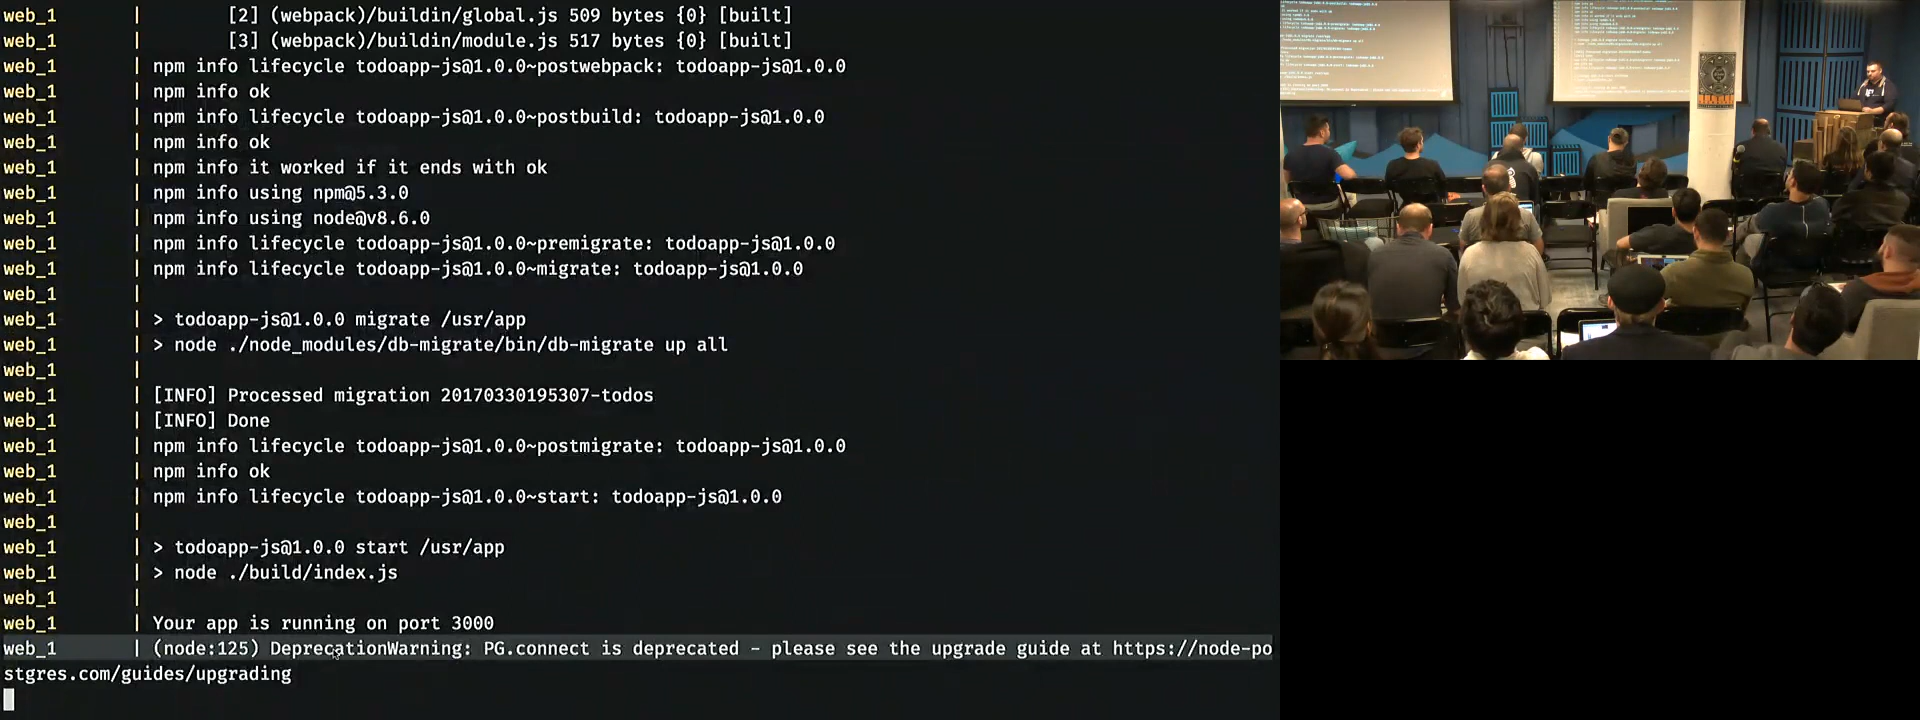 web_1 | [2] (webpack)/buildin/global.js 509 bytes {0} [built]
web_1 | [3] (webpack)/buildin/module.js 517 bytes {0} [built]
web_1 | npm info lifecycle todoapp-js@1.0.0~postwebpack: todoapp-js@1.0.0
web_1 | npm info ok
web_1 | npm info lifecycle todoapp-js@1.0.0~postbuild: todoapp-js@1.0.0
web_1 | npm info ok
web_1 | npm info it worked if it ends with ok
web_1 | npm info using npm@5.3.0
web_1 | npm info using node@v8.6.0
web_1 | npm info lifecycle todoapp-js@1.0.0~premigrate: todoapp-js@1.0.0
web_1 | npm info lifecycle todoapp-js@1.0.0~migrate: todoapp-js@1.0.0
web_1 |
web_1 | > todoapp-js@1.0.0 migrate /usr/app
web_1 | > node ./node_modules/db-migrate/bin/db-migrate up all
web_1 |
web_1 | [INFO] Processed migration 20170330195307-todos
web_1 | [INFO] Done
web_1 | npm info lifecycle todoapp-js@1.0.0~postmigrate: todoapp-js@1.0.0
web_1 | npm info ok
web_1 | npm info lifecycle todoapp-js@1.0.0~start: todoapp-js@1.0.0
web_1 |
web_1 | > todoapp-js@1.0.0 start /usr/app
web_1 | > node ./build/index.js
web_1 |
web_1 | Your app is running on port 3000
web_1 | (node:125) DeprecationWarning: PG.connect is deprecated - please see the upgrade guide at https://node-po
stgres.com/guides/upgrading